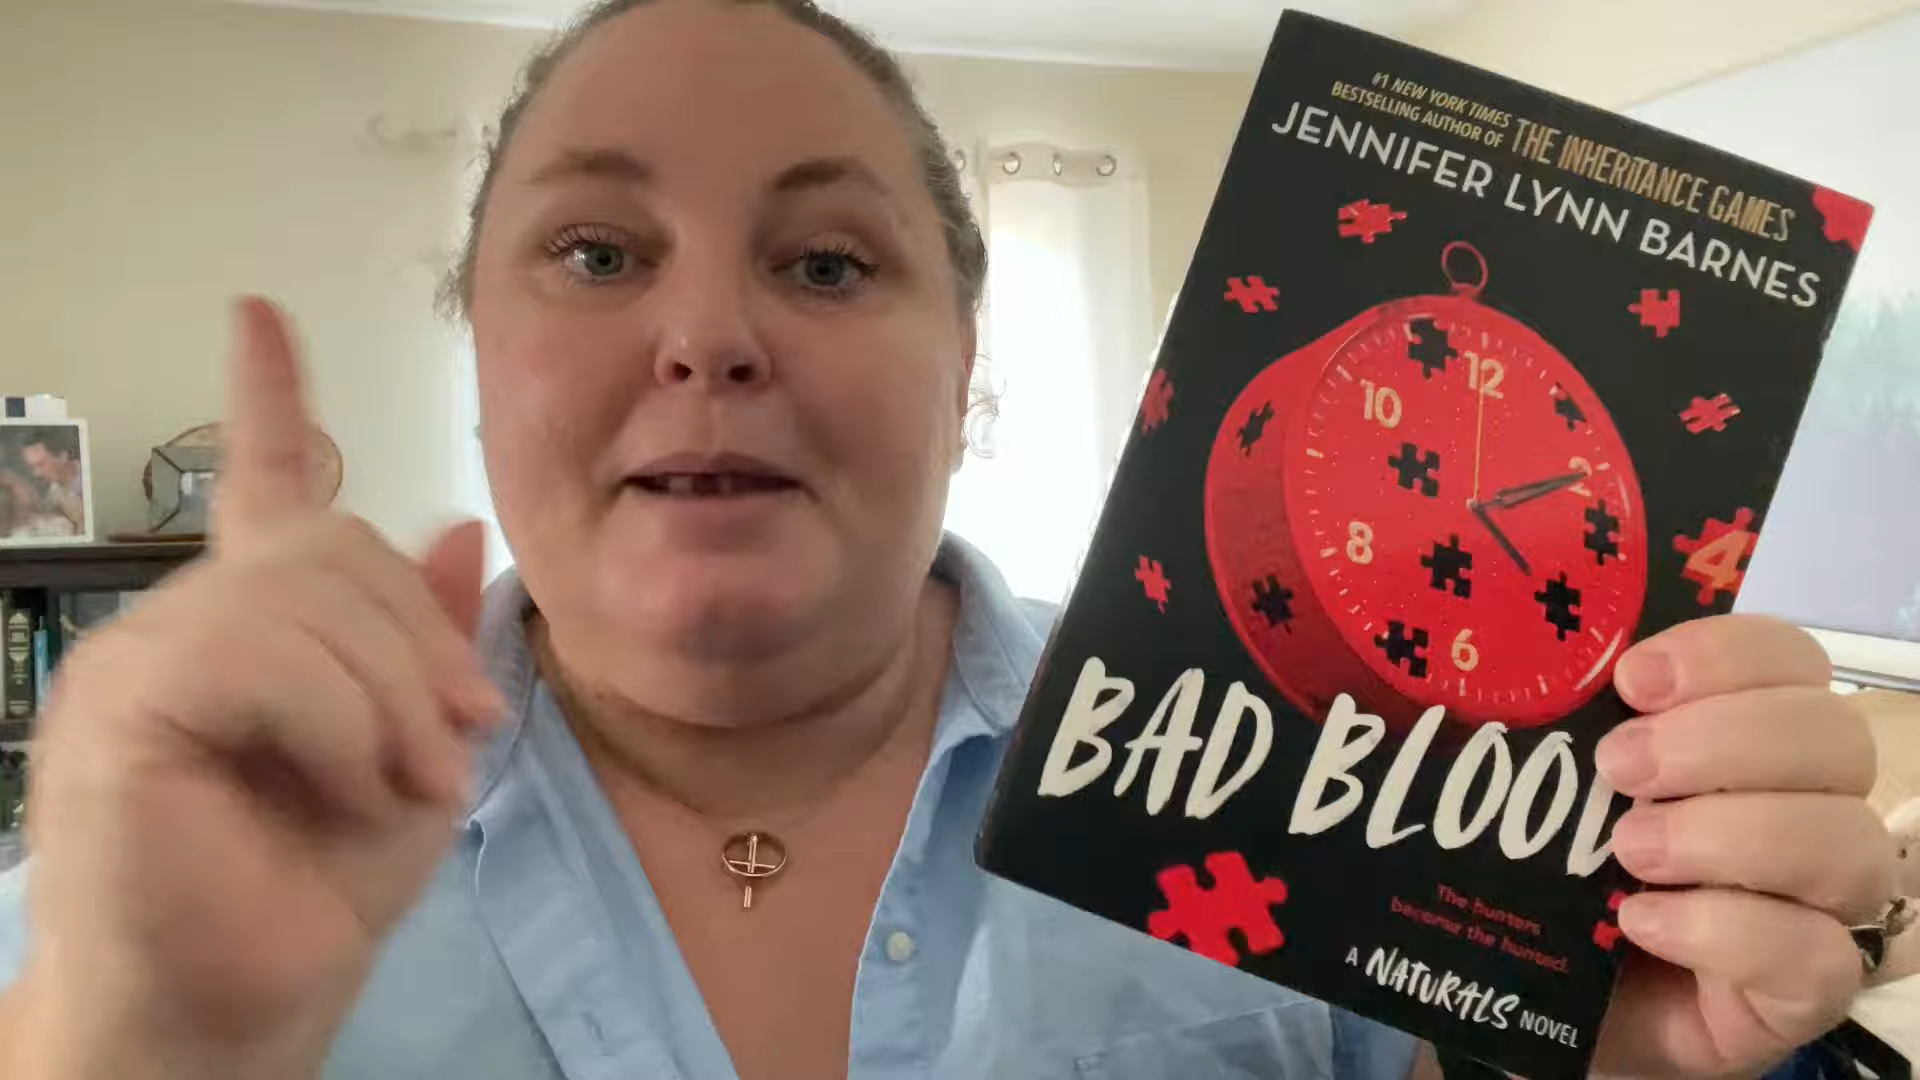 #1 NEW YORK TIMES
BESTSELLING AUTHOR OF THE INHERITANCE GAMES
JENNIFER LYNN BARNES
12
10
2
8
4
6
BAD BLOOD
The hunters
become the hunted.
A NATURALS NOVEL